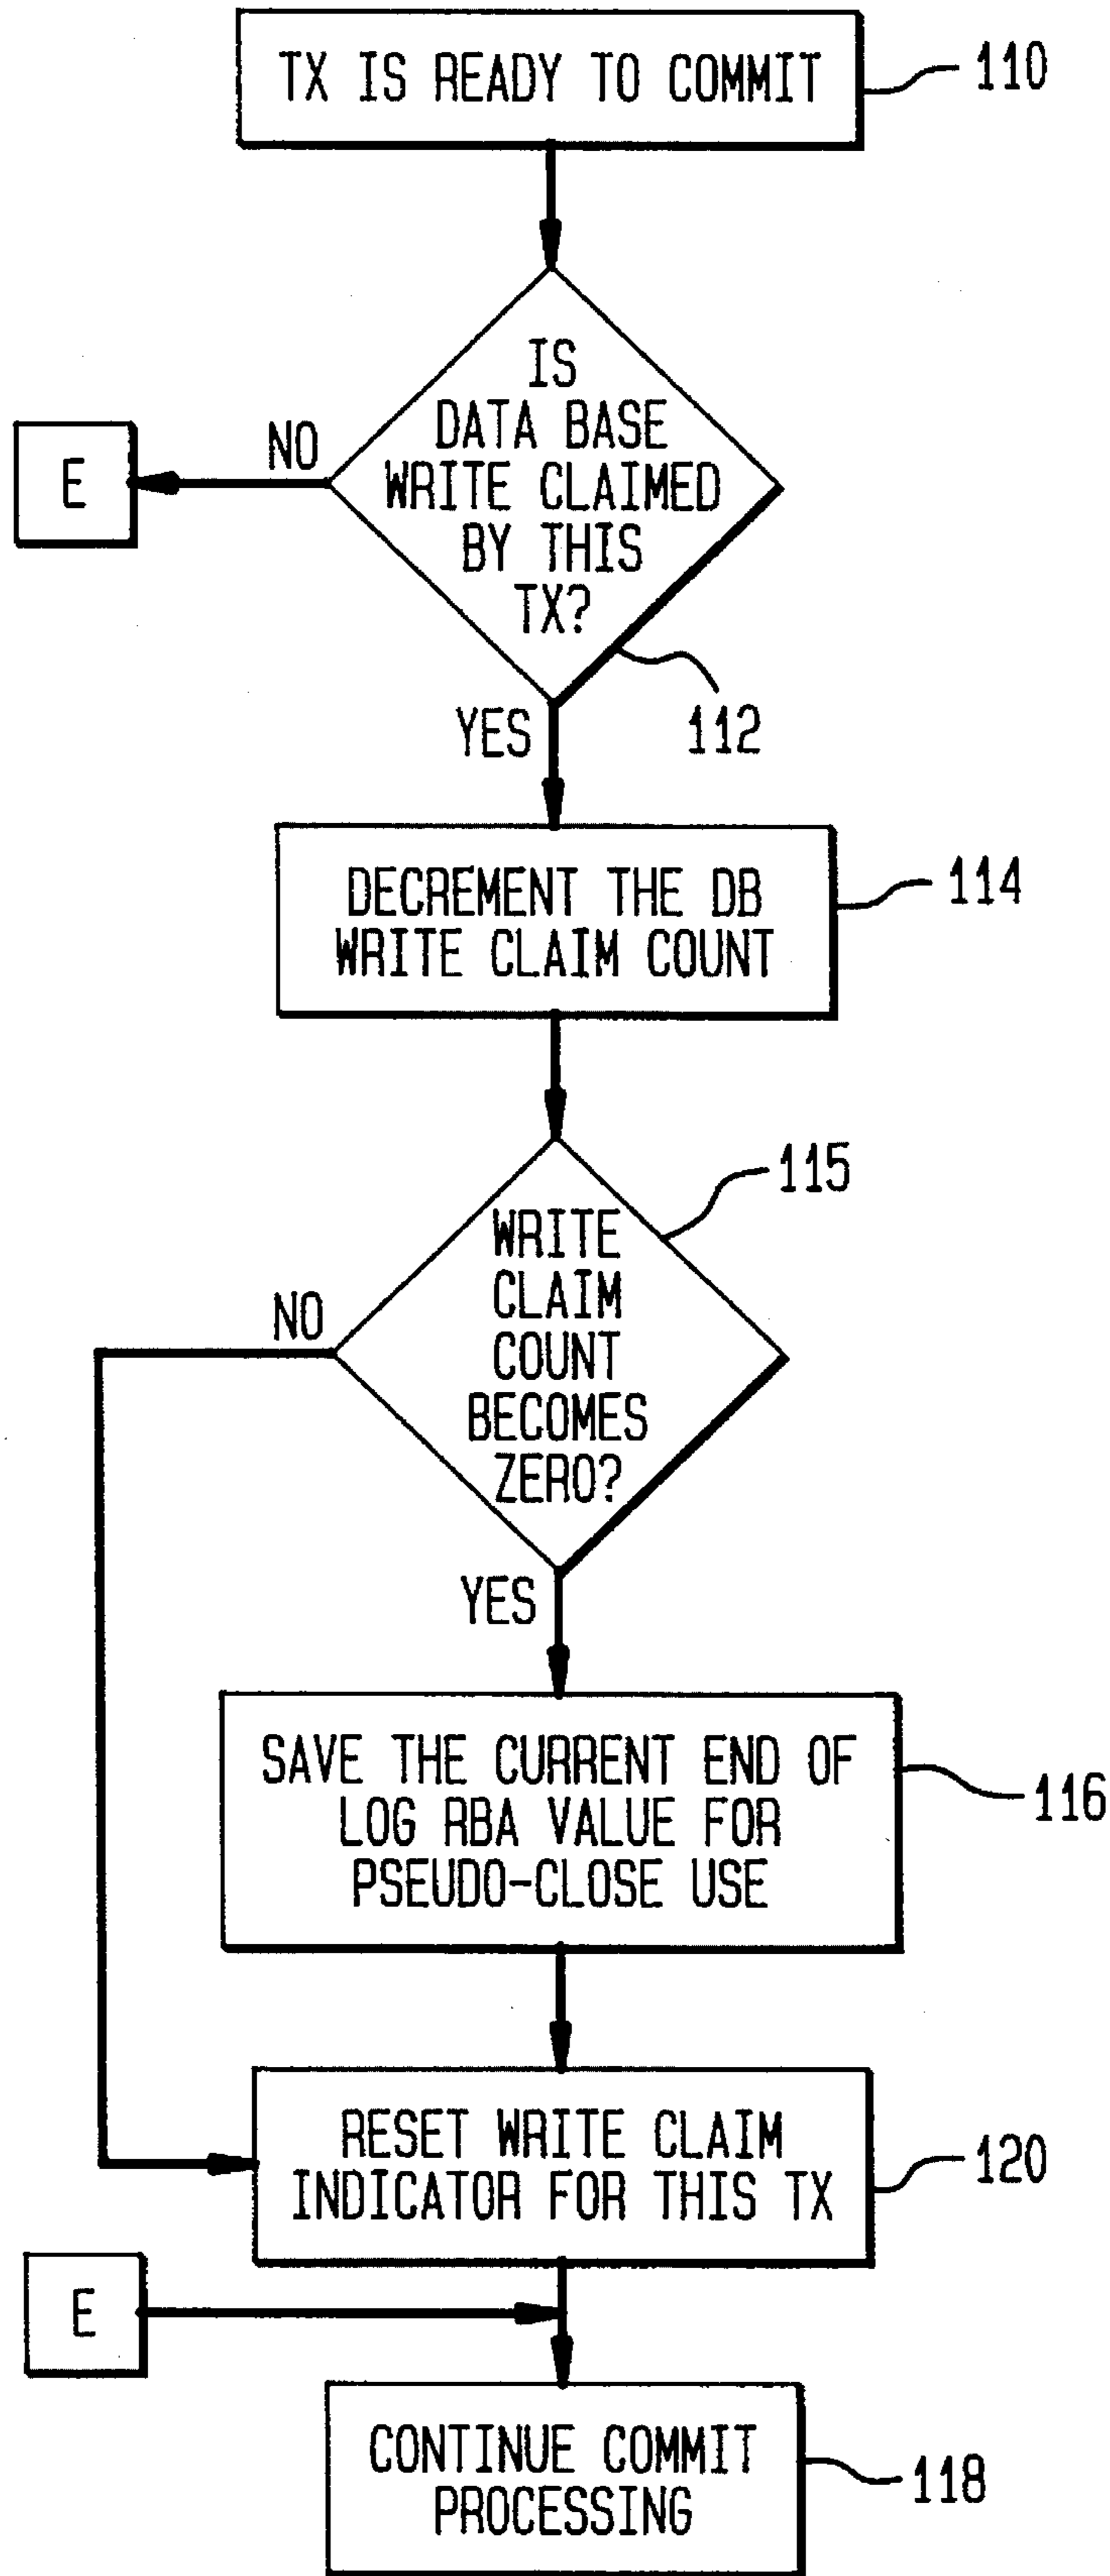 TX IS READY TO COMMIT
110
IS
DATA BASE
WRITE CLAIMED
BY THIS
TX?
NO
E
112
YES
DECREMENT THE DB
WRITE CLAIM COUNT
114
115
WRITE
CLAIM
COUNT
BECOMES
ZERO?
NO
YES
SAVE THE CURRENT END OF
LOG RBA VALUE FOR
PSEUDO-CLOSE USE
116
RESET WRITE CLAIM
INDICATOR FOR THIS TX
120
E
CONTINUE COMMIT
PROCESSING
118